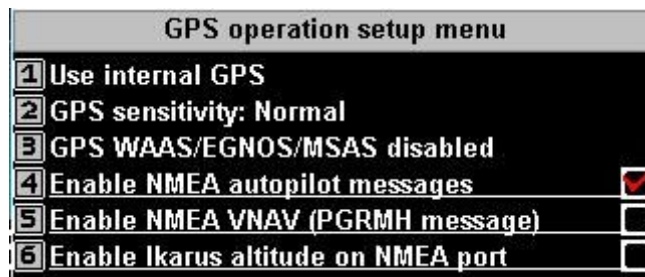 GPS operation setup menu
1 Use internal GPS
2 GPS sensitivity: Normal
3 GPS WAAS/EGNOS/MSAS disabled
4 Enable NMEA autopilot messages
5 Enable NMEA VNAV (PGRMH message)
6 Enable Ikarus altitude on NMEA port